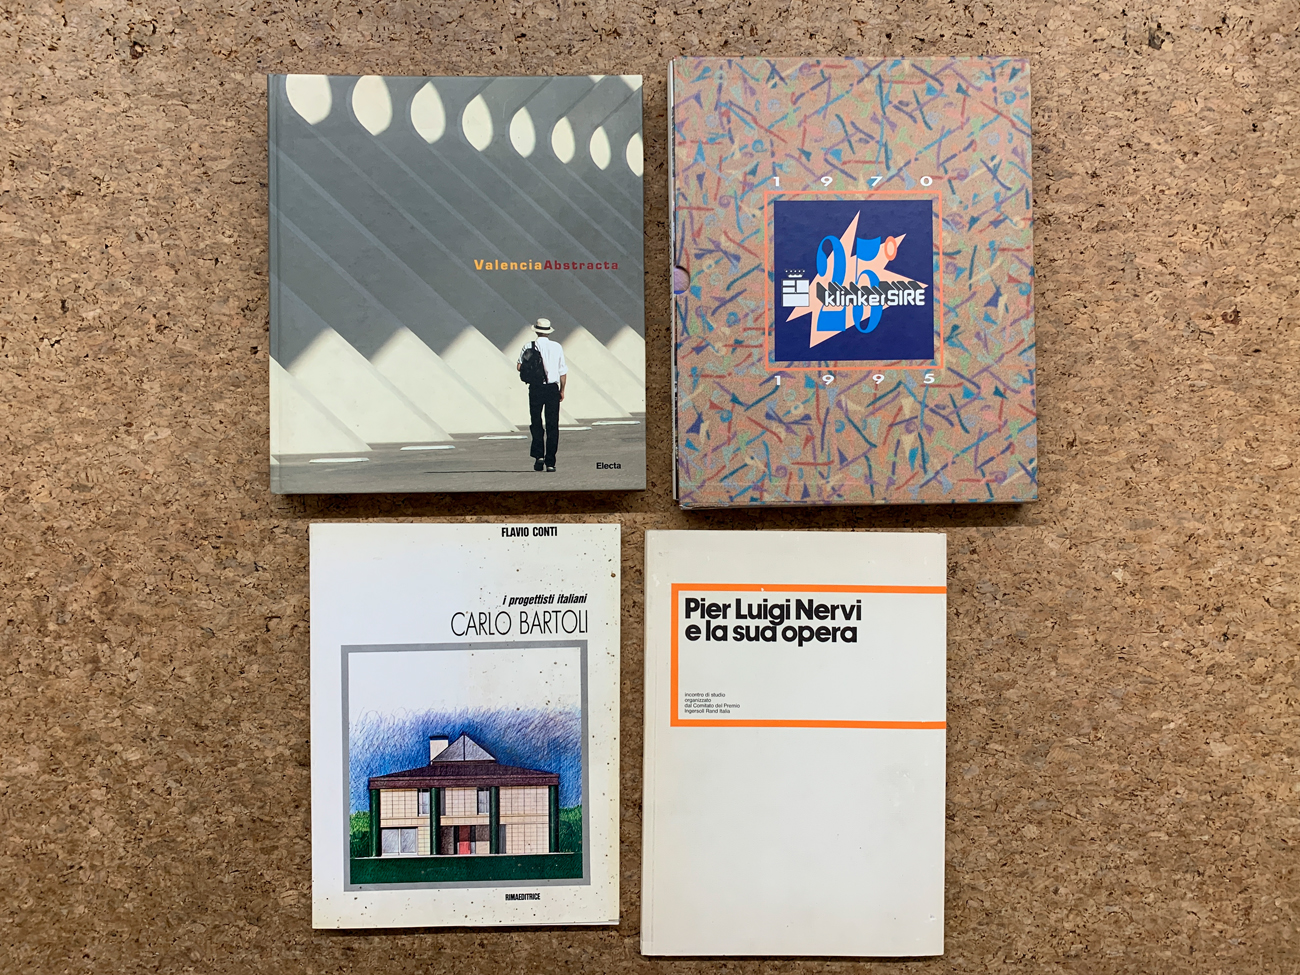 ValenciaAbstracta
Electa
1970
25
klinkerSIRE
1995
FLAVIO CONTI
i progettisti italiani
CARLO BARTOLI
RIMAEDITRICE
Pier Luigi Nervi
e la sua opera
incontro di studio
organizzato
dal Comitato del Premio
Ingersoll Rand Italia